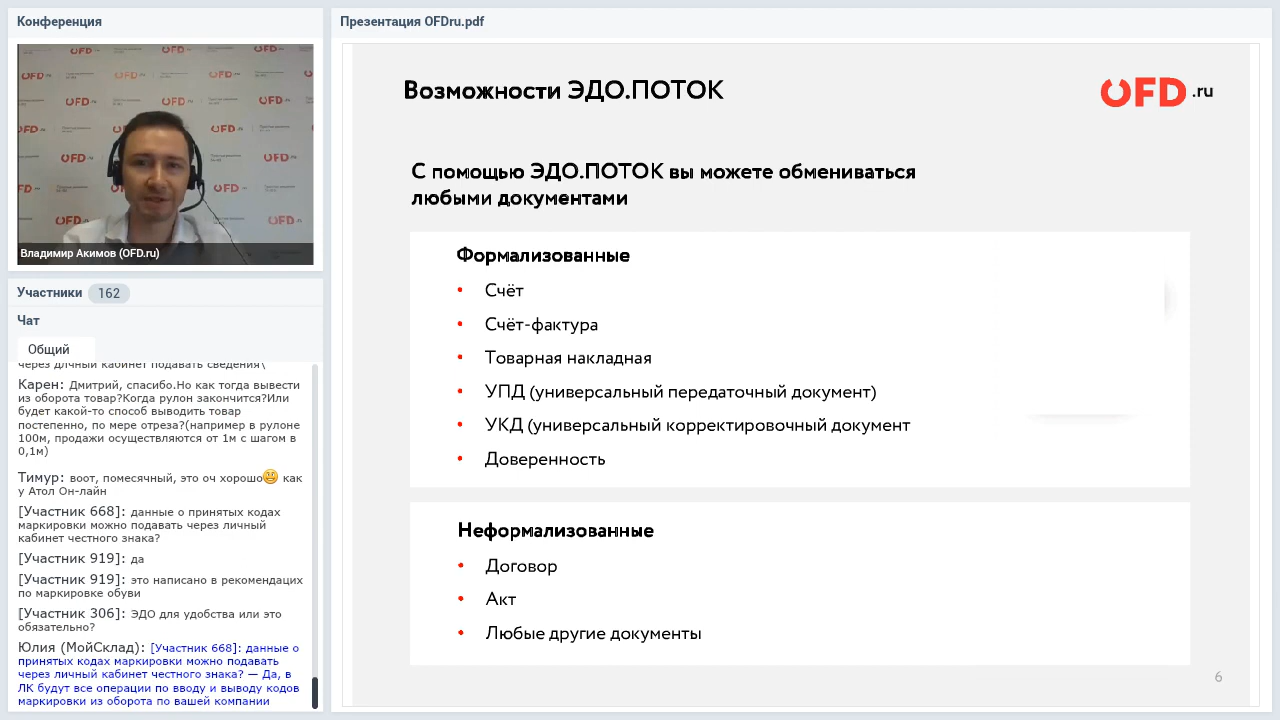 Конференция
OFD.ru
Владимир Акимов (OFD.ru)
Участники 162
Чат
Общий
через длчный кабинет подавать сведения\
Карен: Дмитрий, спасибо.Но как тогда вывести
из оборота товар?Когда рулон закончится?Или
будет какой-то способ выводить товар
постепенно, по мере отреза?(например в рулоне
100м, продажи осуществляются от 1м с шагом в
0,1м)
Тимур: воот, помесячный, это оч хорошо как
у Атол Он-лайн
[Участник 668]: данные о принятых кодах
маркировки можно подавать через личный
кабинет честного знака?
[Участник 919]: да
[Участник 919]: это написано в рекомендацих
по маркировке обуви
[Участник 306]: ЭДО для удобства или это
обязательно?
Юлия (МойСклад): [Участник 668]: данные о
принятых кодах маркировки можно подавать
через личный кабинет честного знака? — Да, в
ЛК будут все операции по вводу и выводу кодов
маркировки из оборота по вашей компании
Презентация OFDru.pdf
Возможности ЭДО.ПОТОК
OFD.ru
С помощью ЭДО.ПОТОК вы можете обмениваться
любыми документами
Формализованные
• Счёт
• Счёт-фактура
• Товарная накладная
• УПД (универсальный передаточный документ)
• УКД (универсальный корректировочный документ
• Доверенность
Неформализованные
• Договор
• Акт
• Любые другие документы
6